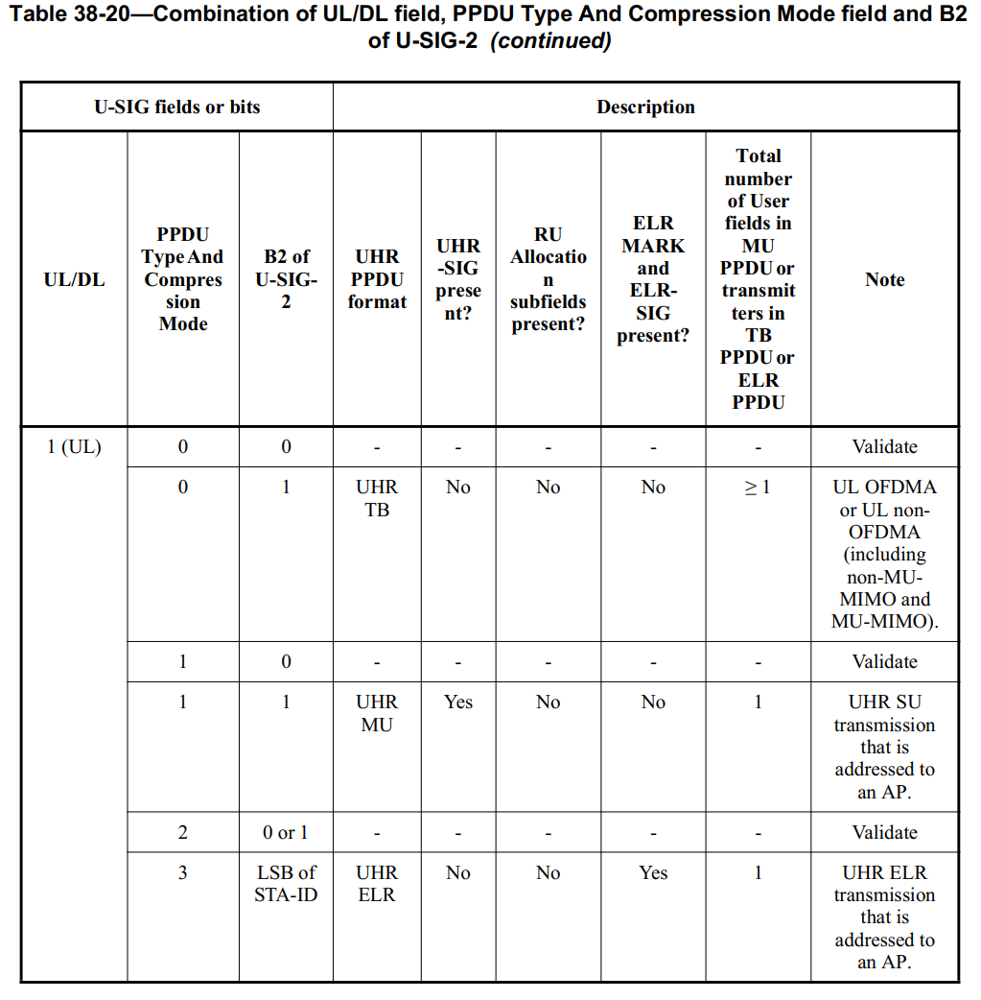 Table 38-20—Combination of UL/DL field, PPDU Type And Compression Mode field and B2
of U-SIG-2 (continued)
U-SIG fields or bits
Description
UL/DL
PPDU
Type And
Compres
sion
Mode
B2 of
U-SIG-
2
UHR
PPDU
format
UHR
-SIG
prese
nt?
RU
Allocatio
n
subfields
present?
ELR
MARK
and
ELR-
SIG
present?
Total
number
of User
fields in
MU
PPDU or
transmit
ters in
TB
PPDU or
ELR
PPDU
Note
1 (UL)
0
0
-
-
-
-
-
Validate
0
1
UHR
TB
No
No
No
≥ 1
UL OFDMA
or UL non-
OFDMA
(including
non-MU-
MIMO and
MU-MIMO).
1
0
-
-
-
-
-
Validate
1
1
UHR
MU
Yes
No
No
1
UHR SU
transmission
that is
addressed to
an AP.
2
0 or 1
-
-
-
-
-
Validate
3
LSB of
STA-ID
UHR
ELR
No
No
Yes
1
UHR ELR
transmission
that is
addressed to
an AP.